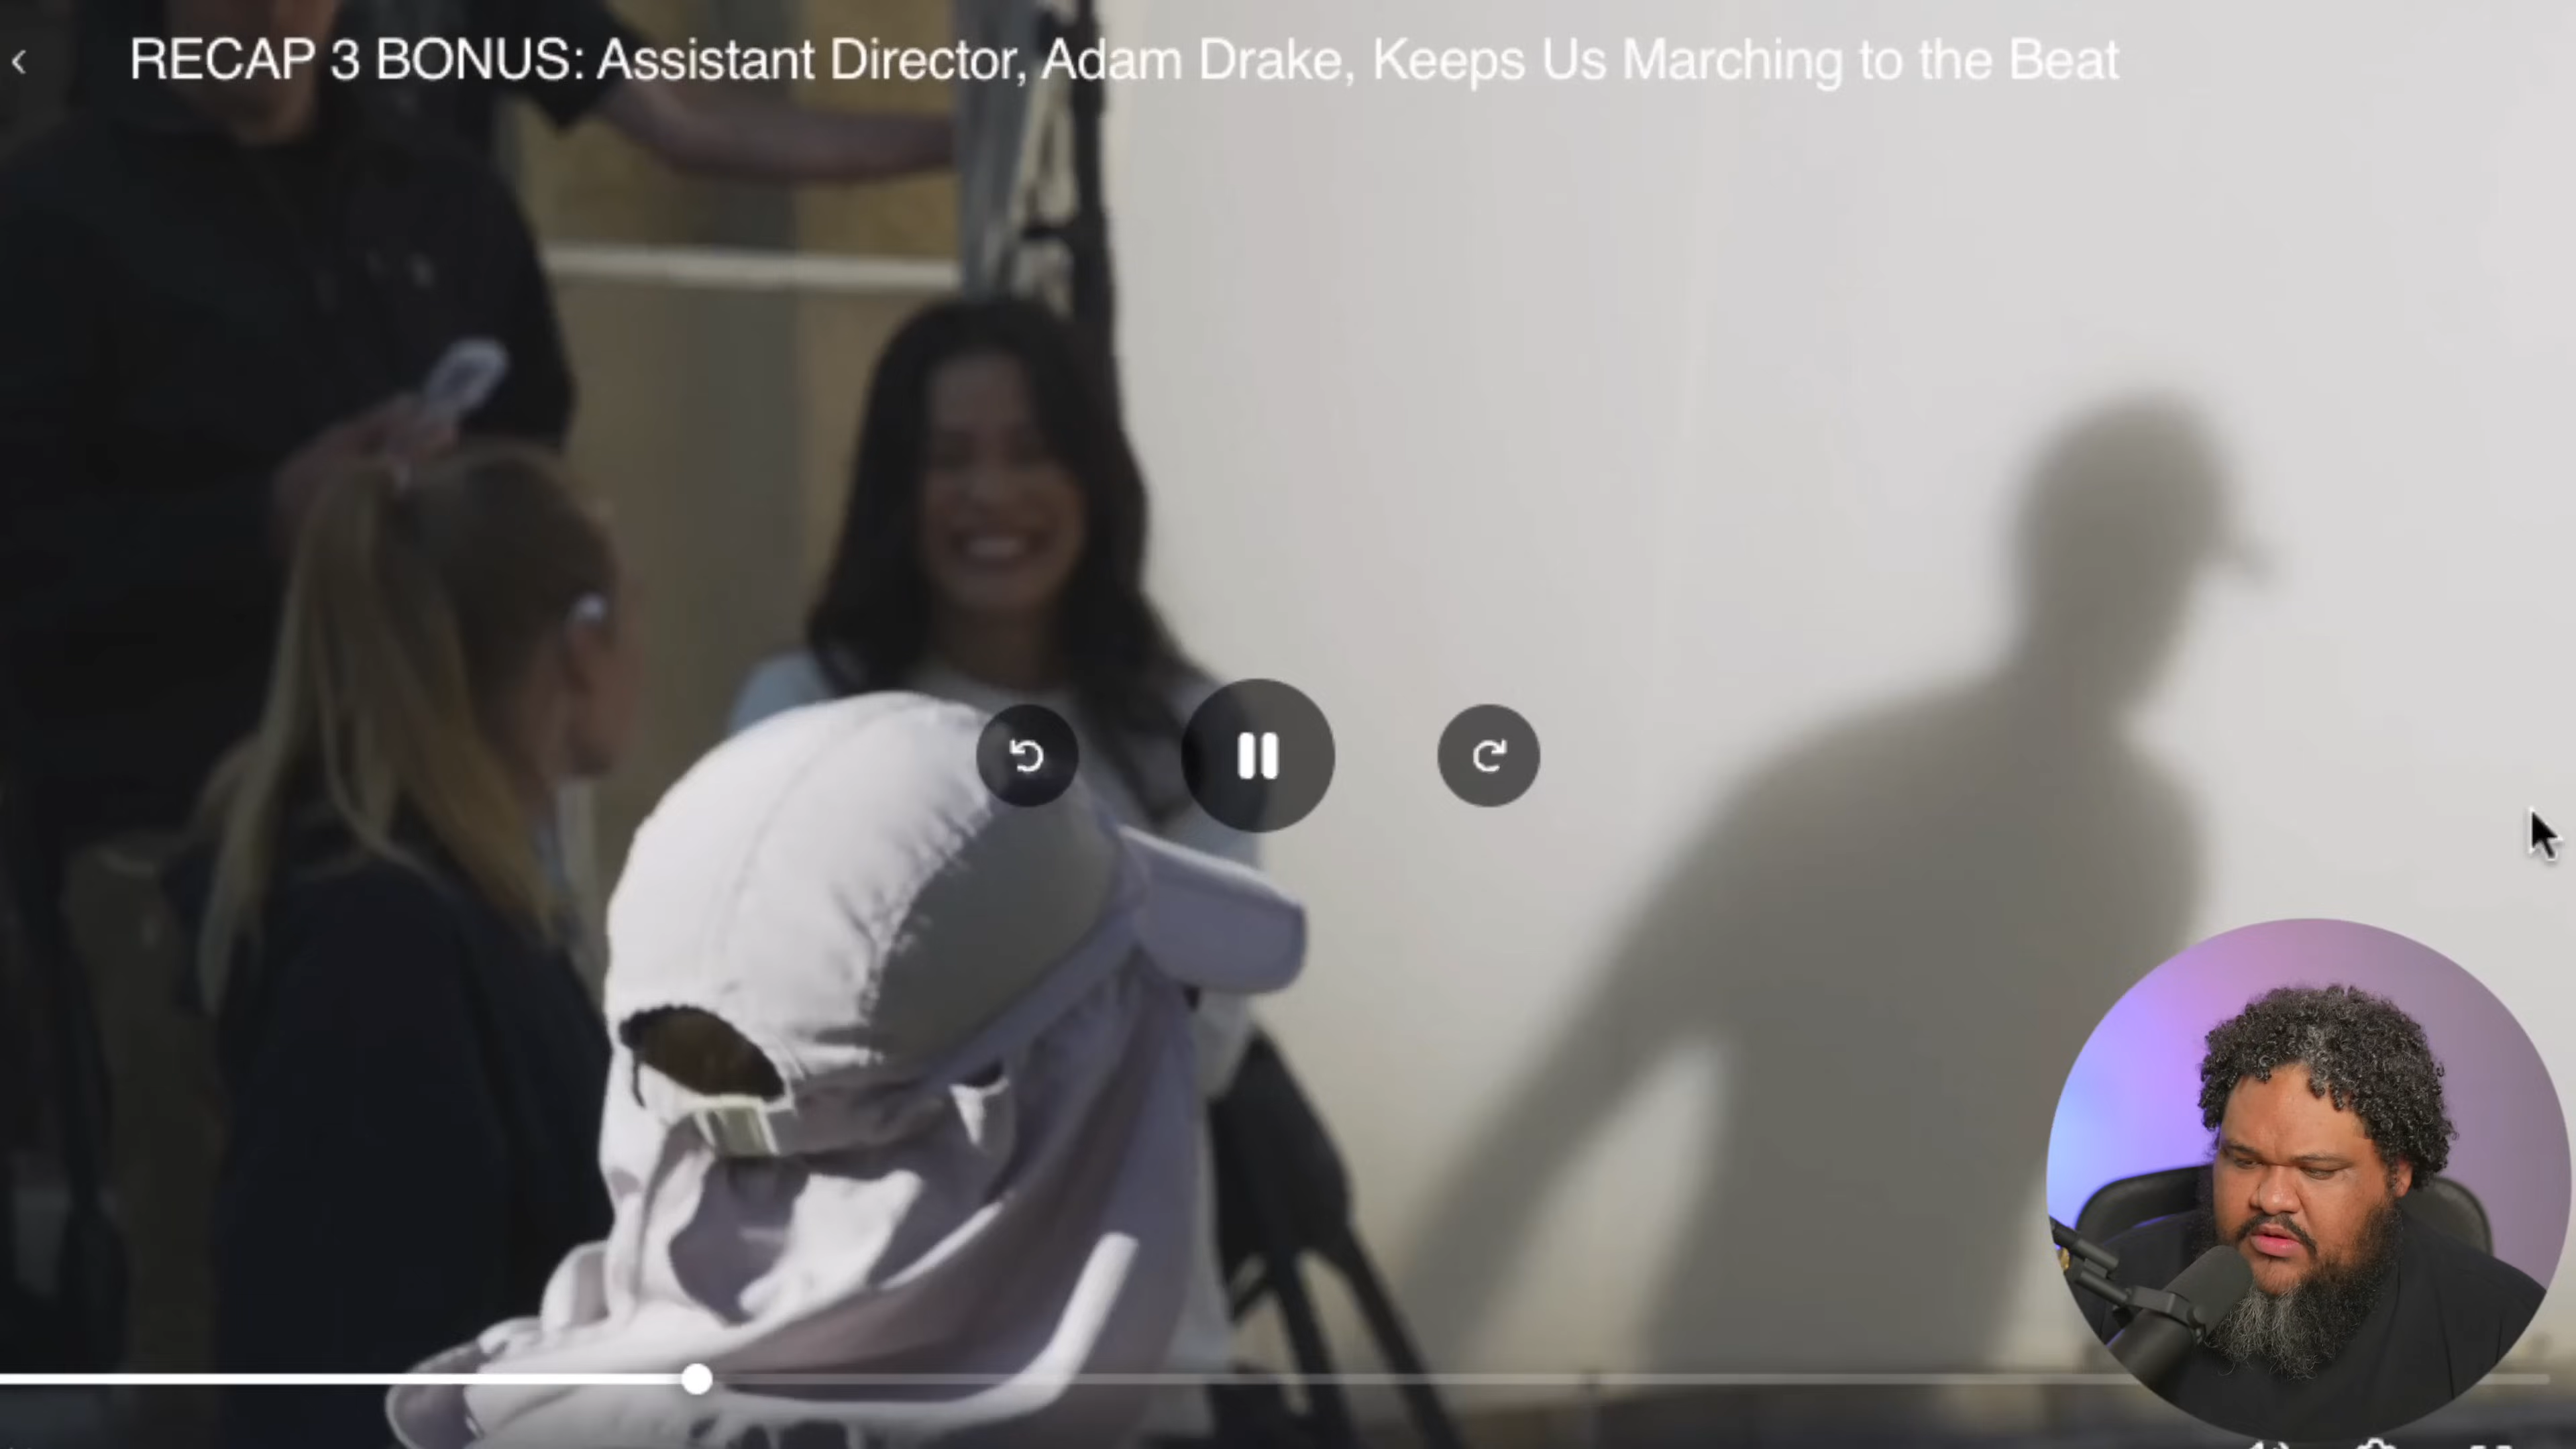 RECAP 3 BONUS: Assistant Director, Adam Drake, Keeps Us Marching to the Beat